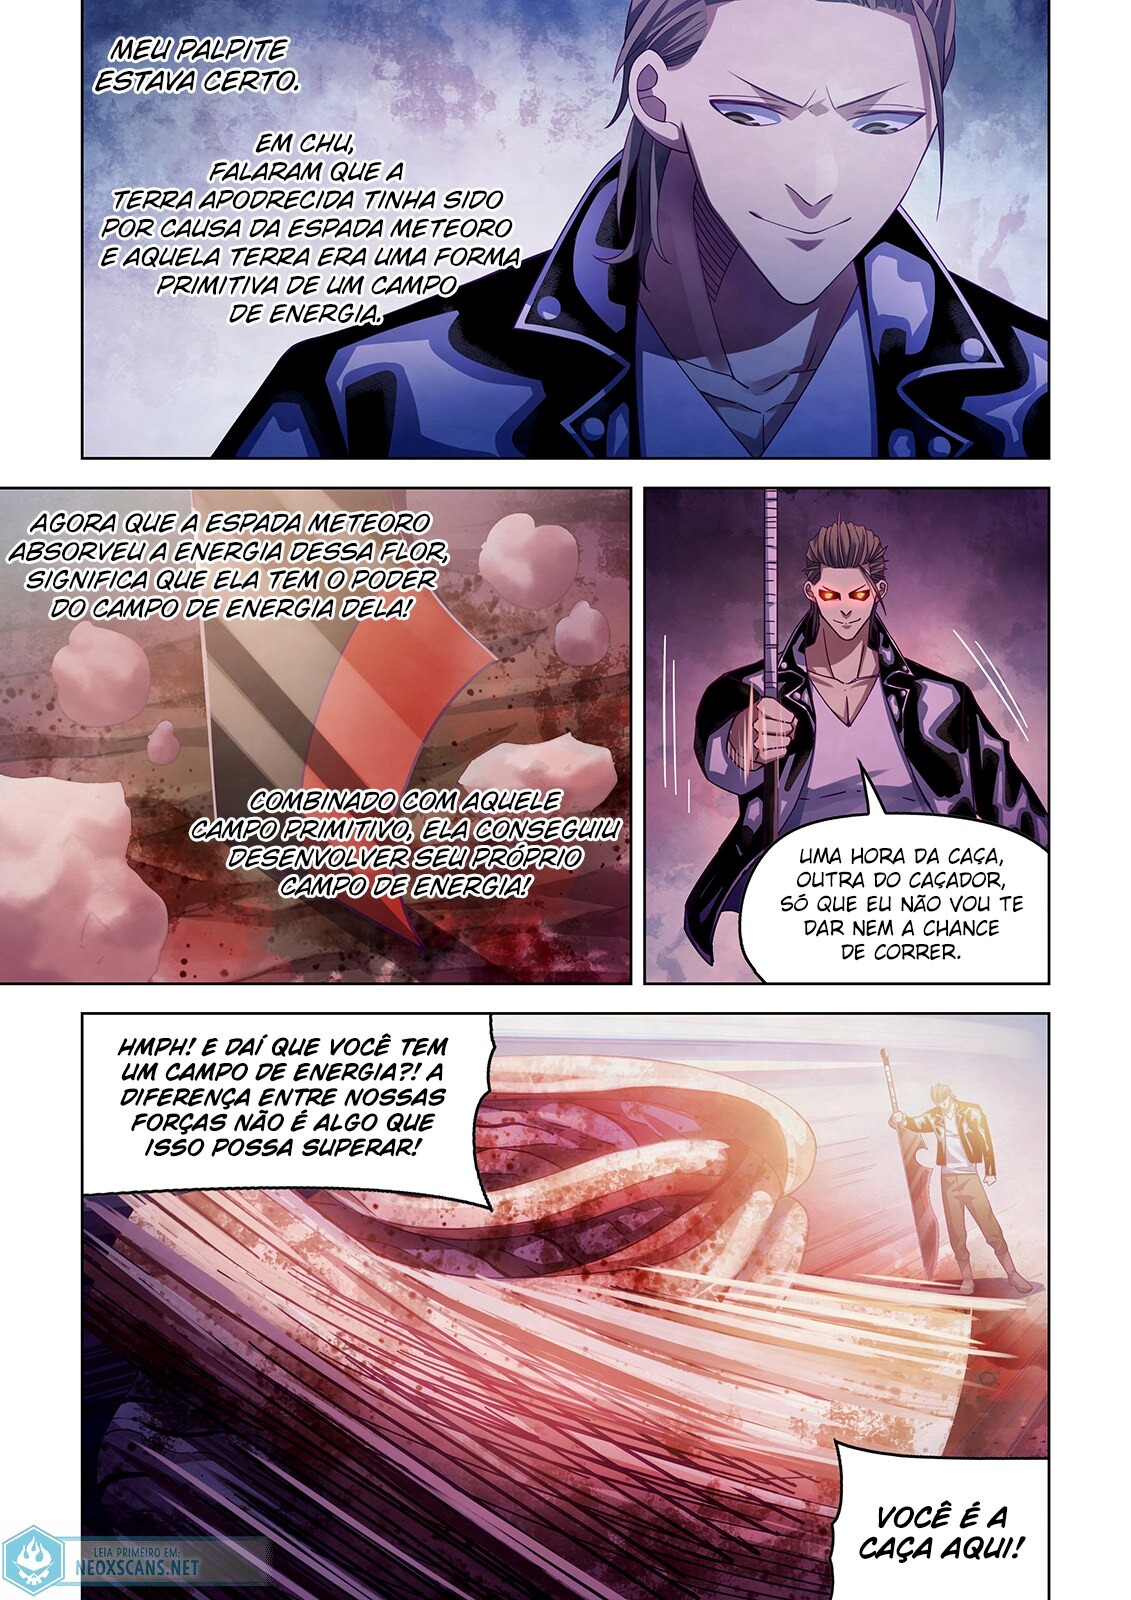 MEU PALPITE
ESTAVA CERTO.
EM CHU,
FALARAM QUE A
TERRA APODRECIDA TINHA SIDO
POR CAUSA DA ESPADA METEORO
E AQUELA TERRA ERA UMA FORMA
PRIMITIVA DE UM CAMPO
DE ENERGIA.
AGORA QUE A ESPADA METEORO
ABSORVEU A ENERGIA DESSA FLOR,
SIGNIFICA QUE ELA TEM O PODER
DO CAMPO DE ENERGIA DELA!
COMBINADO COM AQUELE
CAMPO PRIMITIVO, ELA CONSEGUIU
DESENVOLVER SEU PRÓPRIO
CAMPO DE ENERGIA!
UMA HORA DA CAÇA,
OUTRA DO CAÇADOR,
SÓ QUE EU NÃO VOU TE
DAR NEM A CHANCE
DE CORRER.
HMPH! E DAÍ QUE VOCÊ TEM
UM CAMPO DE ENERGIA?! A
DIFERENÇA ENTRE NOSSAS
FORÇAS NÃO É ALGO QUE
ISSO POSSA SUPERAR!
VOCÊ É A
CAÇA AQUI!
LEIA PRIMEIRO EM:
NEOXSCANS.NET